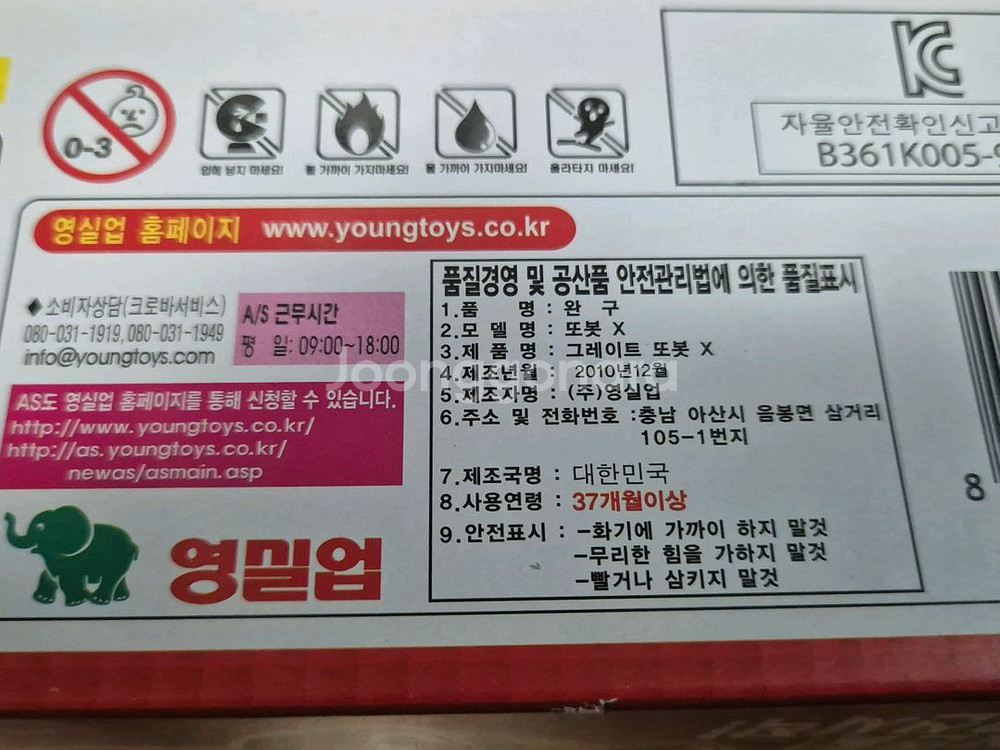 0-3
입에 넣지 마세요!
불 가까이 가지마세요!
물 가까이 가지마세요!
올라타지 마세요!
KC
자율안전확인신고
B361K005-
영실업 홈페이지 www.youngtoys.co.kr
◆소비자상담(크로바서비스)
080-031-1919, 080-031-1949
info@youngtoys.com
A/S 근무시간
평 일: 09:00~18:00
AS도 영실업 홈페이지를 통해 신청할 수 있습니다.
http://www.youngtoys.co.kr/
http://as.youngtoys.co.kr/
newas/asmain.asp
영실업
품질경영 및 공산품 안전관리법에 의한 품질표시
1.품 명 : 완 구
2.모 델 명 : 또봇 X
3.제 품 명 : 그레이트 또봇 X
4.제조년월 : 2010년12월
5.제조자명 : (주)영실업
6.주소 및 전화번호 :충남 아산시 음봉면 삼거리
105-1번지
7.제조국명 : 대한민국
8.사용연령 : 37개월이상
9.안전표시 : -화기에 가까이 하지 말것
-무리한 힘을 가하지 말것
-빨거나 삼키지 말것
8
Joonggonara